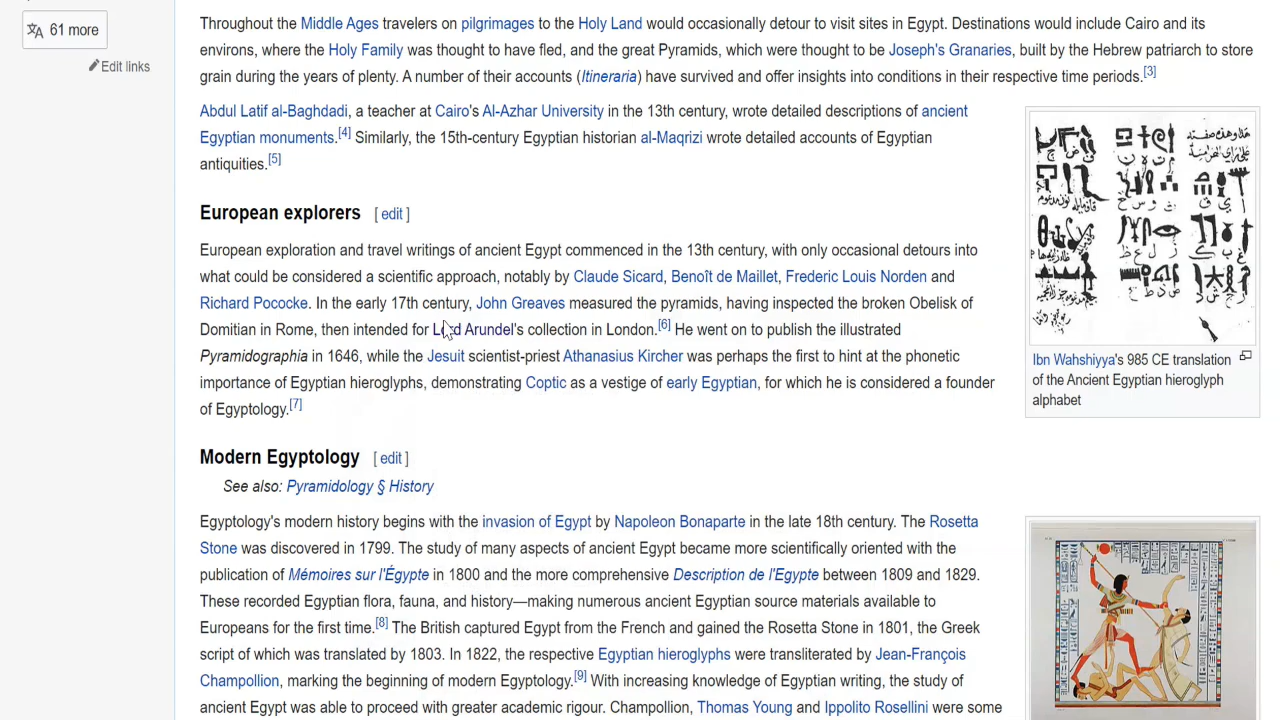 61 more
Edit links
Throughout the Middle Ages travelers on pilgrimages to the Holy Land would occasionally detour to visit sites in Egypt. Destinations would include Cairo and its
environs, where the Holy Family was thought to have fled, and the great Pyramids, which were thought to be Joseph's Granaries, built by the Hebrew patriarch to store
grain during the years of plenty. A number of their accounts (Itineraria) have survived and offer insights into conditions in their respective time periods.[3]
Abdul Latif al-Baghdadi, a teacher at Cairo's Al-Azhar University in the 13th century, wrote detailed descriptions of ancient
Egyptian monuments.[4] Similarly, the 15th-century Egyptian historian al-Maqrizi wrote detailed accounts of Egyptian
antiquities.[5]
European explorers [ edit ]
European exploration and travel writings of ancient Egypt commenced in the 13th century, with only occasional detours into
what could be considered a scientific approach, notably by Claude Sicard, Benoît de Maillet, Frederic Louis Norden and
Richard Pococke. In the early 17th century, John Greaves measured the pyramids, having inspected the broken Obelisk of
Domitian in Rome, then intended for Lord Arundel's collection in London.[6] He went on to publish the illustrated
Pyramidographia in 1646, while the Jesuit scientist-priest Athanasius Kircher was perhaps the first to hint at the phonetic
importance of Egyptian hieroglyphs, demonstrating Coptic as a vestige of early Egyptian, for which he is considered a founder
of Egyptology.[7]
Ibn Wahshiyya's 985 CE translation
of the Ancient Egyptian hieroglyph
alphabet
Modern Egyptology [ edit ]
See also: Pyramidology § History
Egyptology's modern history begins with the invasion of Egypt by Napoleon Bonaparte in the late 18th century. The Rosetta
Stone was discovered in 1799. The study of many aspects of ancient Egypt became more scientifically oriented with the
publication of Mémoires sur l'Égypte in 1800 and the more comprehensive Description de l'Egypte between 1809 and 1829.
These recorded Egyptian flora, fauna, and history—making numerous ancient Egyptian source materials available to
Europeans for the first time.[8] The British captured Egypt from the French and gained the Rosetta Stone in 1801, the Greek
script of which was translated by 1803. In 1822, the respective Egyptian hieroglyphs were transliterated by Jean-François
Champollion, marking the beginning of modern Egyptology.[9] With increasing knowledge of Egyptian writing, the study of
ancient Egypt was able to proceed with greater academic rigour. Champollion, Thomas Young and Ippolito Rosellini were some